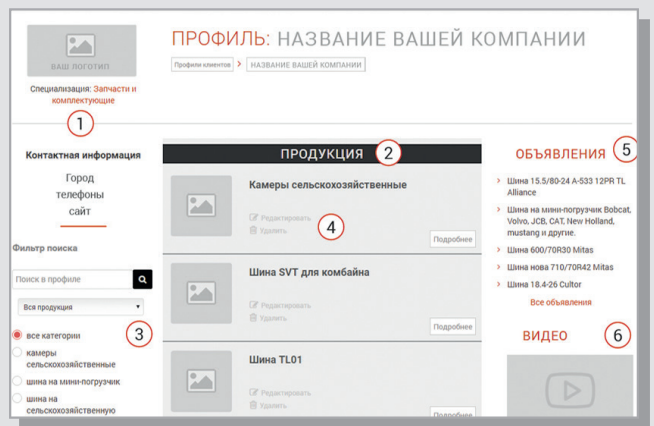 ПРОФИЛЬ: НАЗВАНИЕ ВАШЕЙ КОМПАНИИ
Профили клиентов > НАЗВАНИЕ ВАШЕЙ КОМПАНИИ
ВАШ ЛОГОТИП
Специализация: Запчасти и
комплектующие
1
Контактная информация
Город
телефоны
сайт
Фильтр поиска
Поиск в профиле
Вся продукция
3
все категории
камеры
сельскохозяйственные
шина на мини-погрузчик
шина на
сельскохозяйственную
ПРОДУКЦИЯ 2
Камеры сельскохозяйственные
Редактировать
Удалить
4
Подробнее
Шина SVT для комбайна
Редактировать
Удалить
Подробнее
Шина TL01
Редактировать
Удалить
Подробнее
ОБЪЯВЛЕНИЯ 5
> Шина 15.5/80-24 A-533 12PR TL
Alliance
> Шина на мини-погрузчик Bobcat,
Volvo, JCB, CAT, New Holland,
mustang и другие.
> Шина 600/70R30 Mitas
> Шина нова 710/70R42 Mitas
> Шина 18.4-26 Cultor
Все объявления
ВИДЕО 6